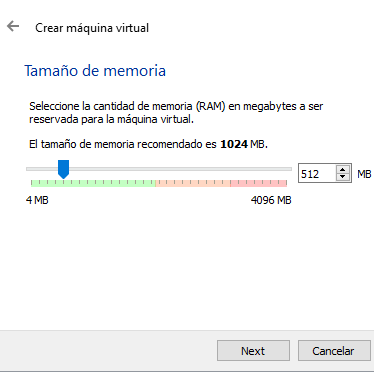 Crear máquina virtual
Tamaño de memoria
Seleccione la cantidad de memoria (RAM) en megabytes a ser
reservada para la máquina virtual.
El tamaño de memoria recomendado es 1024 MB.
512 MB
4 MB 4096 MB
Next Cancelar